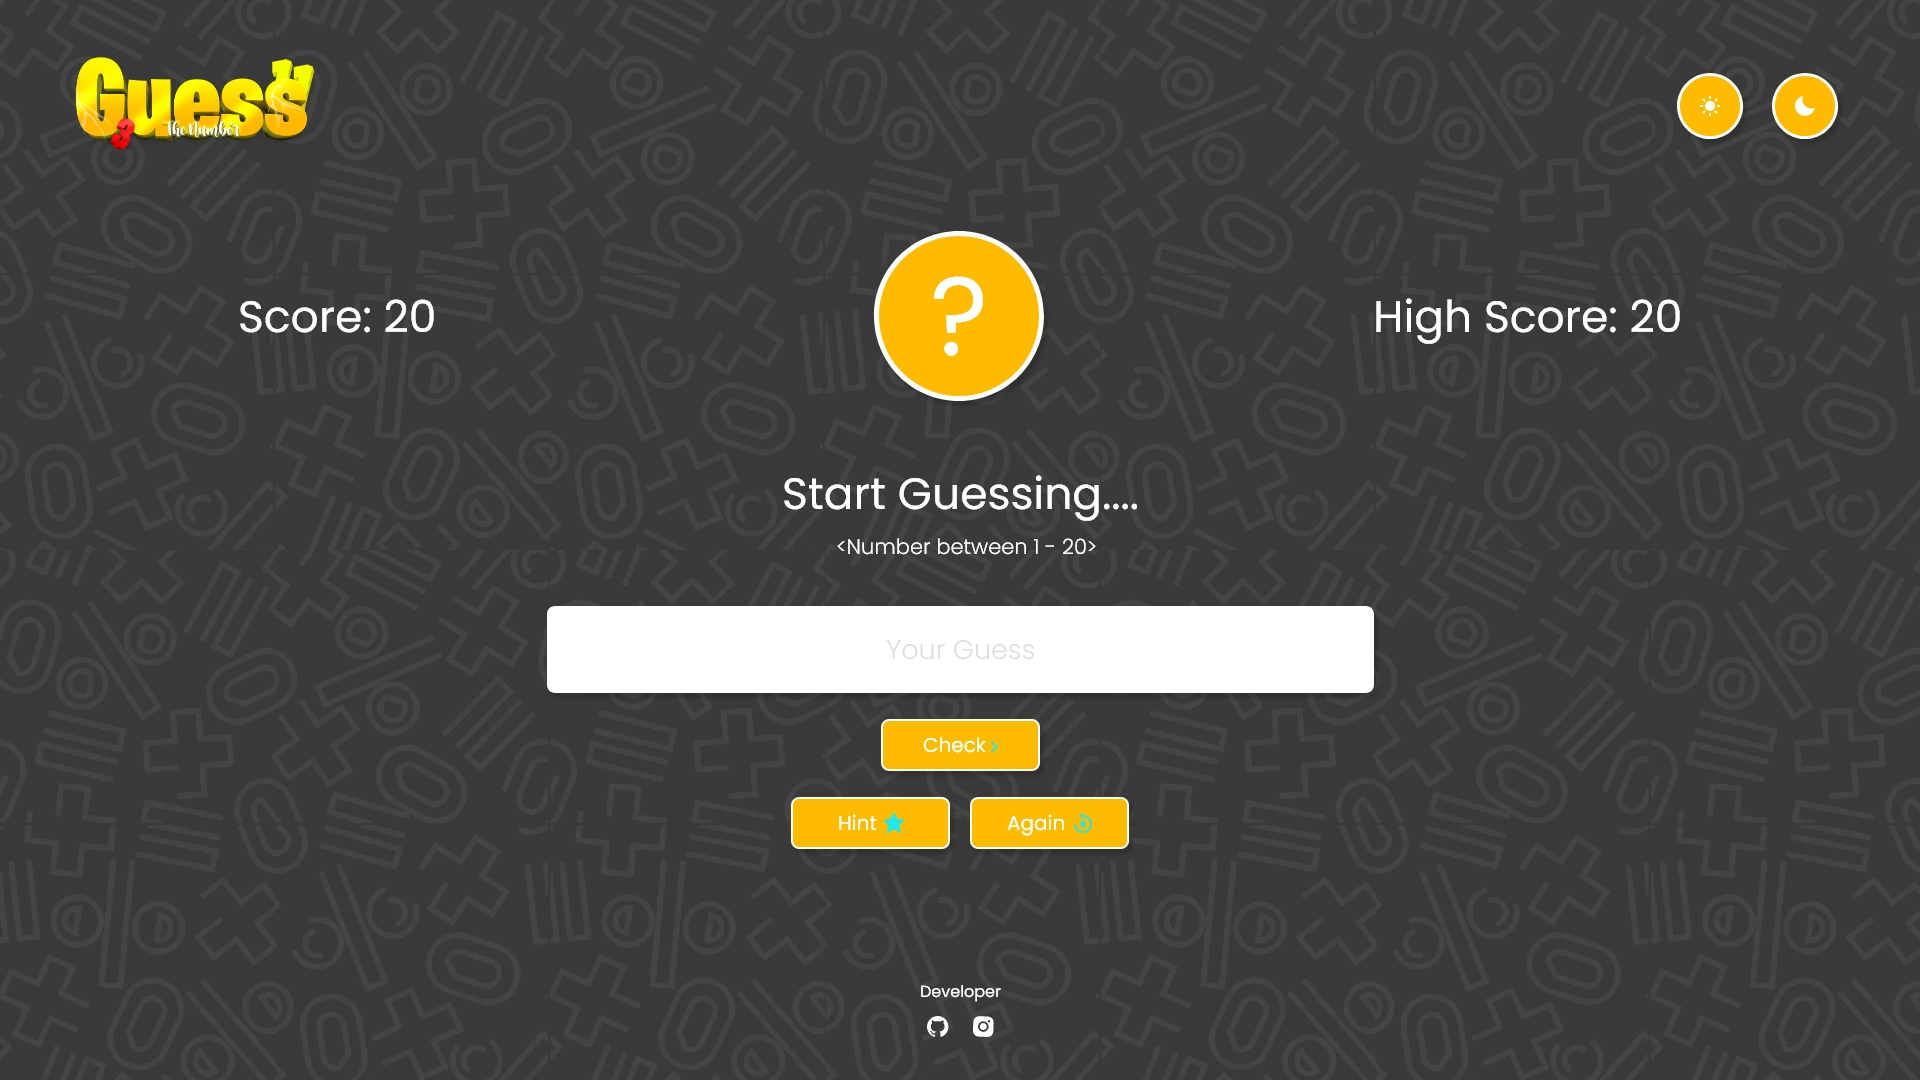 Guess
The Number
3
Score: 20
?
High Score: 20
Start Guessing....
<Number between 1 - 20>
Your Guess
Check ›
Hint
Again
Developer